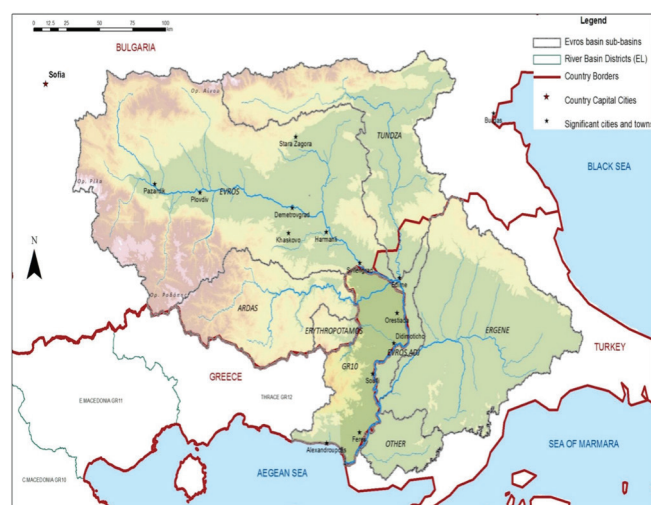 0 12.5 25 50 75 100
km
BULGARIA
Sofia
Legend
Evros basin sub-basins
River Basin Districts (EL)
Country Borders
Country Capital Cities
Significant cities and towns
TUNDZA
Stara Zagora
BLACK SEA
Pazardik
Plovdiv
EVROS
Demetrovgrad
Khaskovo
Harmanli
N
ARDAS
ERYTHROPOTAMOS
Orestiada
Didimoticho
EVROS ADI
ERGENE
TURKEY
GREECE
GR10
THRACE GR12
E.MACEDONIA GR11
Soufli
Feres
OTHER
Alexandroupolis
SEA OF MARMARA
AEGEAN SEA
C.MACEDONIA GR10